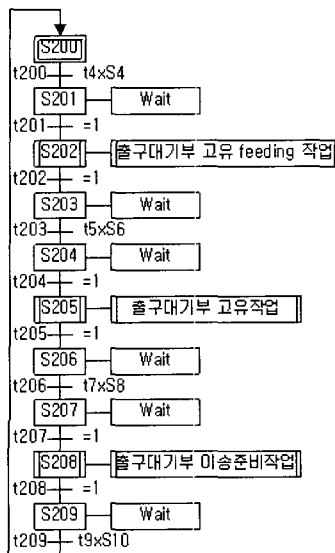 S200
t200 t4xS4
S201 Wait
t201 =1
S202 출구대기부 고유 feeding 작업
t202 =1
S203 Wait
t203 t5xS6
S204 Wait
t204 =1
S205 출구대기부 고유작업
t205 =1
S206 Wait
t206 t7xS8
S207 Wait
t207 =1
S208 출구대기부 이송준비작업
t208 =1
S209 Wait
t209 t9xS10